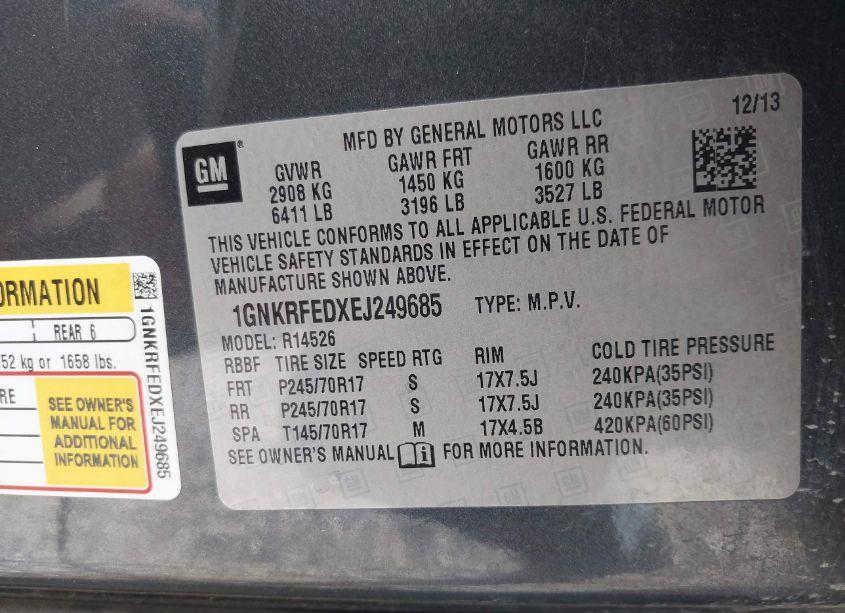 12/13
MFD BY GENERAL MOTORS LLC
GM®
GVWR GAWR FRT GAWR RR
2908 KG 1450 KG 1600 KG
6411 LB 3196 LB 3527 LB
THIS VEHICLE CONFORMS TO ALL APPLICABLE U.S. FEDERAL MOTOR
VEHICLE SAFETY STANDARDS IN EFFECT ON THE DATE OF
MANUFACTURE SHOWN ABOVE.
1GNKRFEDXEJ249685 TYPE: M.P.V.
MODEL: R14526
RBBF TIRE SIZE SPEED RTG RIM COLD TIRE PRESSURE
FRT P245/70R17 S 17X7.5J 240KPA(35PSI)
RR P245/70R17 S 17X7.5J 240KPA(35PSI)
SPA T145/70R17 M 17X4.5B 420KPA(60PSI)
SEE OWNER'S MANUAL i FOR MORE INFORMATION.
ORMATION
REAR 6
752 kg or 1658 lbs.
RE
SEE OWNER'S
MANUAL FOR
ADDITIONAL
INFORMATION
1GNKRFEDXEJ249685